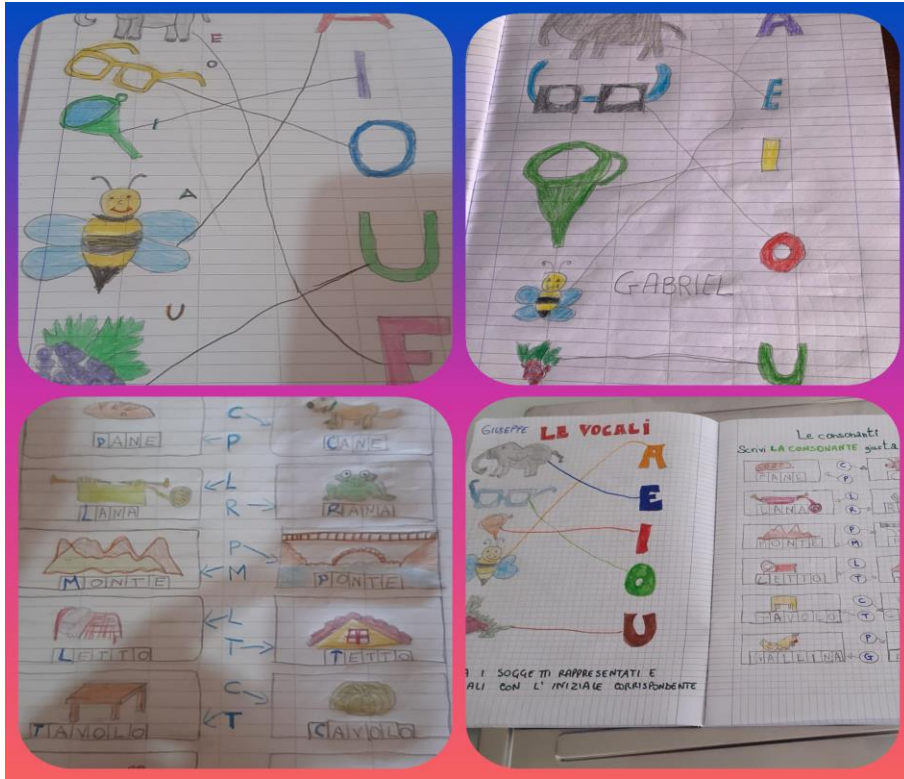 E
A
O
I
I
O
A
U
U
E
A
E
I
O
GABRIEL
U
C
P
PANE
CANE
L
R
LANA
RANA
P
M
MONTE
PONTE
L
T
LETTO
TETTO
C
T
TAVOLO
CAVOLO
GIUSEPPE LE VOCALI
A
E
I
O
U
A I SOGGETTI RAPPRESENTATI E
ALI CON L'INIZIALE CORRISPONDENTE
Le consonanti
Scrivi LA CONSONANTE giusta
C
PANE
P
L
LANA
R
P
MONTE
M
L
LETTO
T
C
TAVOLO
T
P
GALLINA
G